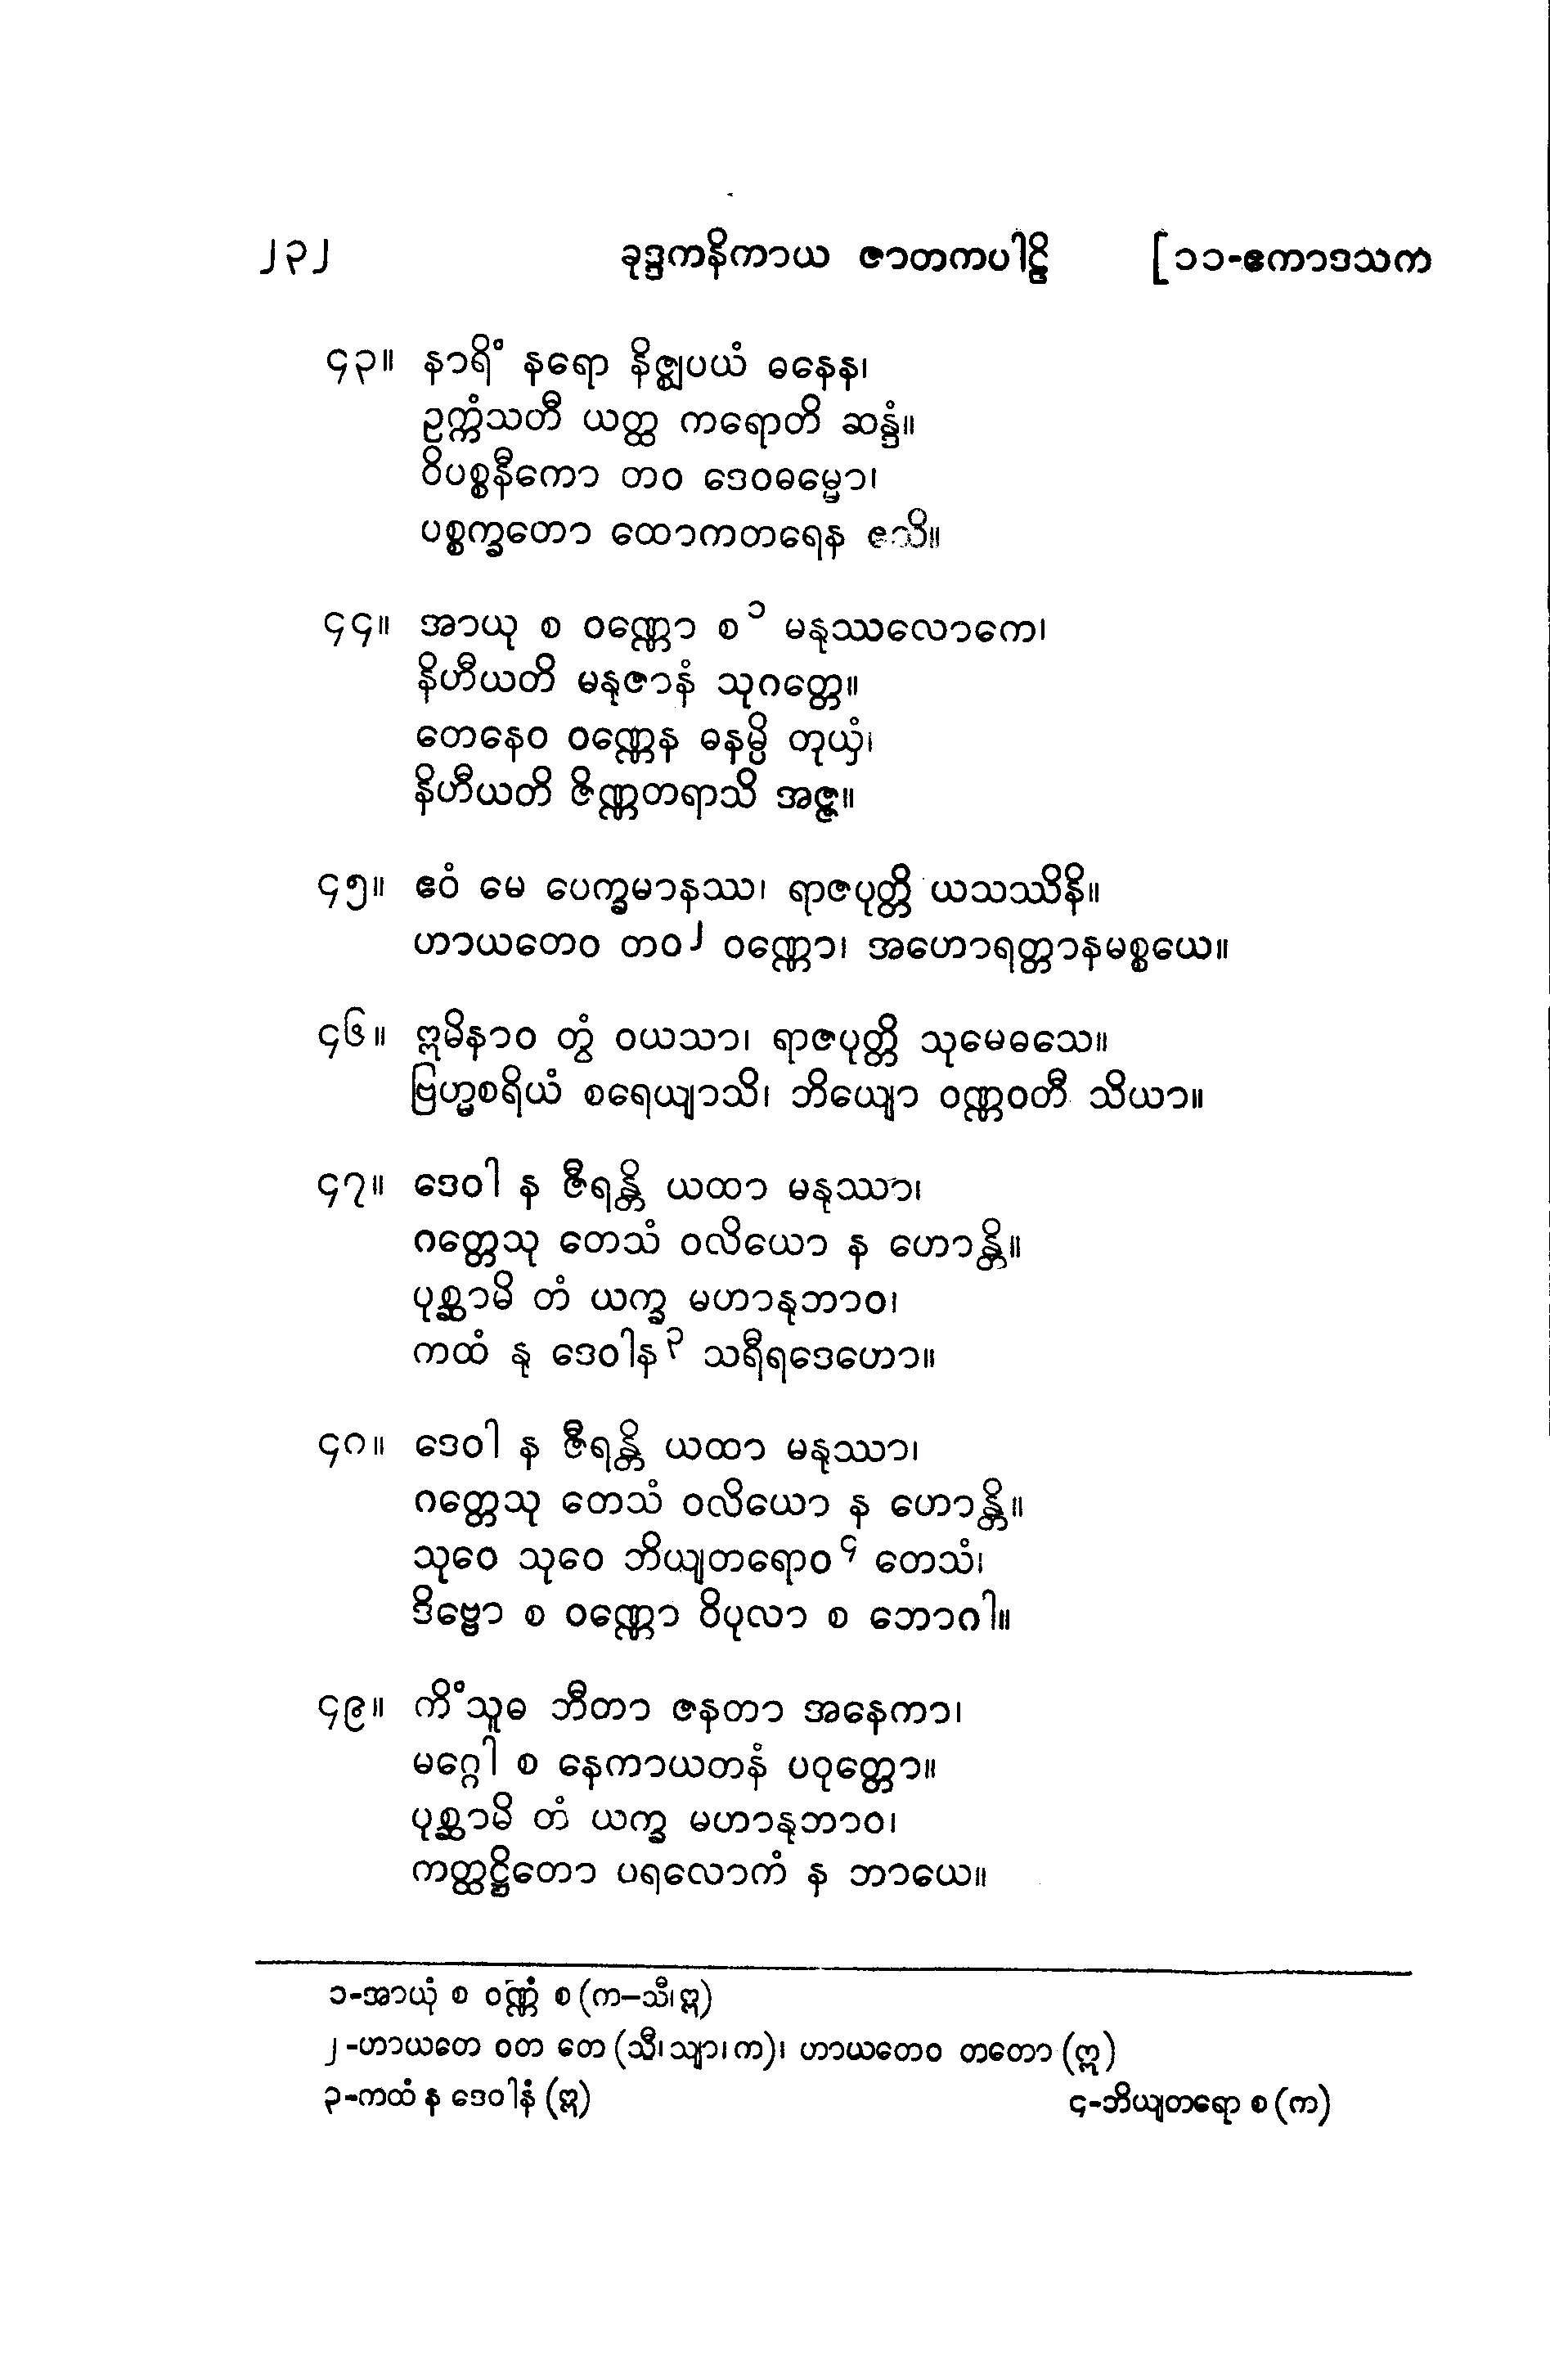 ၂၃၂ ခုဒ္ဒကနိကာယ ဇာတကပါဠိ [၁၁-ဧကာဒသက
၄၃။ နာရိံ နရော နိဇ္ဈပယံ ဓနေန၊
ဥက္ကံသတီ ယတ္ထ ကရောတိ ဆန္ဒံ။
ဝိပစ္စနီကော တဝ ဒေဝဓမ္မော၊
ပစ္စက္ခတော ထောကတရေန ဧသိ။
၄၄။ အာယု စ ဝဏ္ဏော စ၁ မနုဿလောကေ၊
နိဟီယတိ မနုဇာနံ သုဂတ္တေ။
တေနေဝ ဝဏ္ဏေန ဓနမ္ပိ တုယှံ၊
နိဟီယတိ ဇိဏ္ဏတရာသိ အဇ္ဇ။
၄၅။ ဧဝံ မေ ပေက္ခမာနဿ၊ ရာဇပုတ္တိ ယသဿိနိ။
ဟာယတေဝ တဝ၂ ဝဏ္ဏော၊ အဟောရတ္တာနမစ္စယေ။
၄၆။ ဣမိနာဝ တွံ ဝယသာ၊ ရာဇပုတ္တိ သုမေဓသေ။
ဗြဟ္မစရိယံ စရေယျာသိ၊ ဘိယျော ဝဏ္ဏဝတီ သိယာ။
၄၇။ ဒေဝါ န ဇီရန္တိ ယထာ မနုဿာ၊
ဂတ္တေသု တေသံ ဝလိယော န ဟောန္တိ။
ပုစ္ဆာမိ တံ ယက္ခ မဟာနုဘာဝ၊
ကထံ နု ဒေဝါန၃ သရီရဒေဟော။
၄၈။ ဒေဝါ န ဇီရန္တိ ယထာ မနုဿာ၊
ဂတ္တေသု တေသံ ဝလိယော န ဟောန္တိ။
သုဝေ သုဝေ ဘိယျတရောဝ၄ တေသံ၊
ဒိဗ္ဗော စ ဝဏ္ဏော ဝိပုလာ စ ဘောဂါ။
၄၉။ ကိံသူဓ ဘီတာ ဇနတာ အနေကာ၊
မဂ္ဂေါ စ နေကာယတနံ ပဝုတ္တော။
ပုစ္ဆာမိ တံ ယက္ခ မဟာနုဘာဝ၊
ကတ္ထဋ္ဌိတော ပရလောကံ န ဘာယေ။
၁-အာယုံ စ ဝဏ္ဏံ စ (က–သီ၊ ဣ)
၂-ဟာယတေ ဝတ တေ (သီ၊ သျာ၊ က)၊ ဟာယတေဝ တတော (ဣ)
၃-ကထံ န ဒေဝါနံ (ဣ) ၄-ဘိယျတရော စ (က)